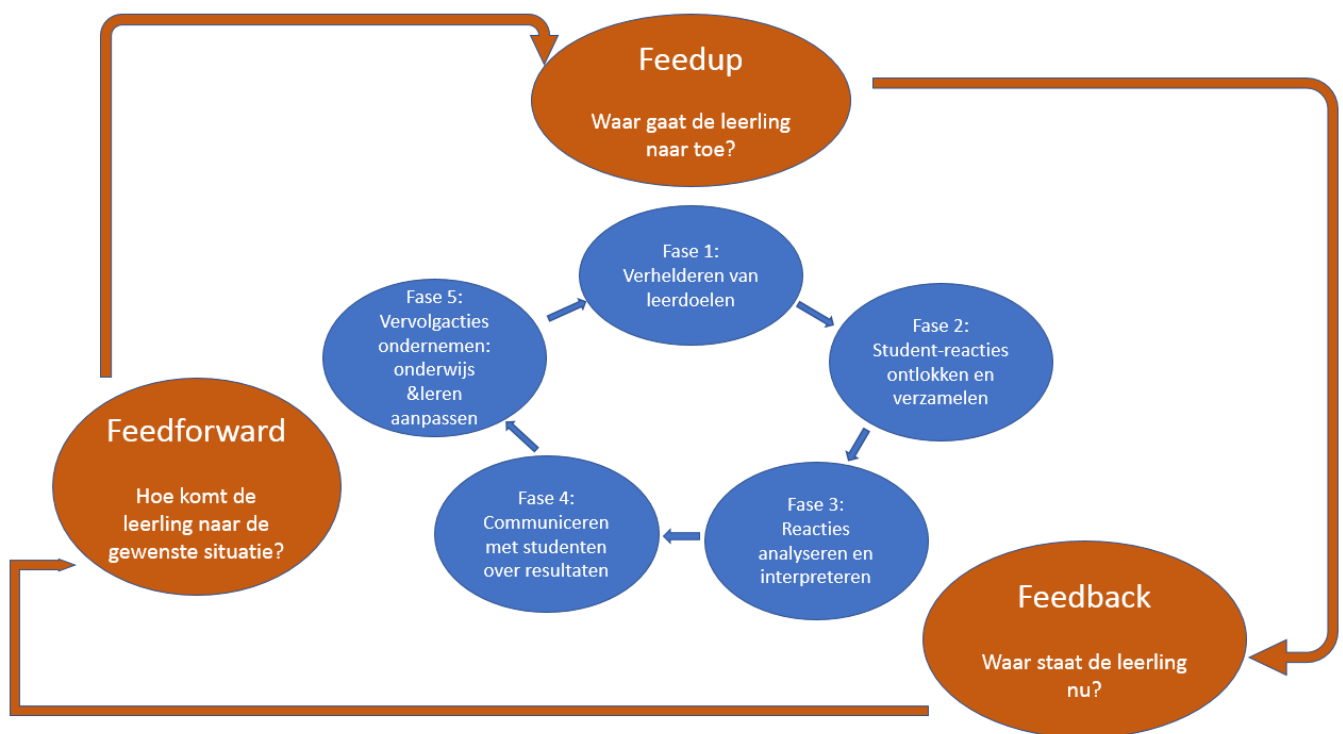 Feedup
Waar gaat de leerling
naar toe?
Fase 1:
Verhelderen van
leerdoelen
Fase 2:
Student-reacties
ontlokken en
verzamelen
Fase 3:
Reacties
analyseren en
interpreteren
Fase 4:
Communiceren
met studenten
over resultaten
Fase 5:
Vervolgacties
ondernemen:
onderwijs
&leren
aanpassen
Feedback
Waar staat de leerling
nu?
Feedforward
Hoe komt de
leerling naar de
gewenste situatie?